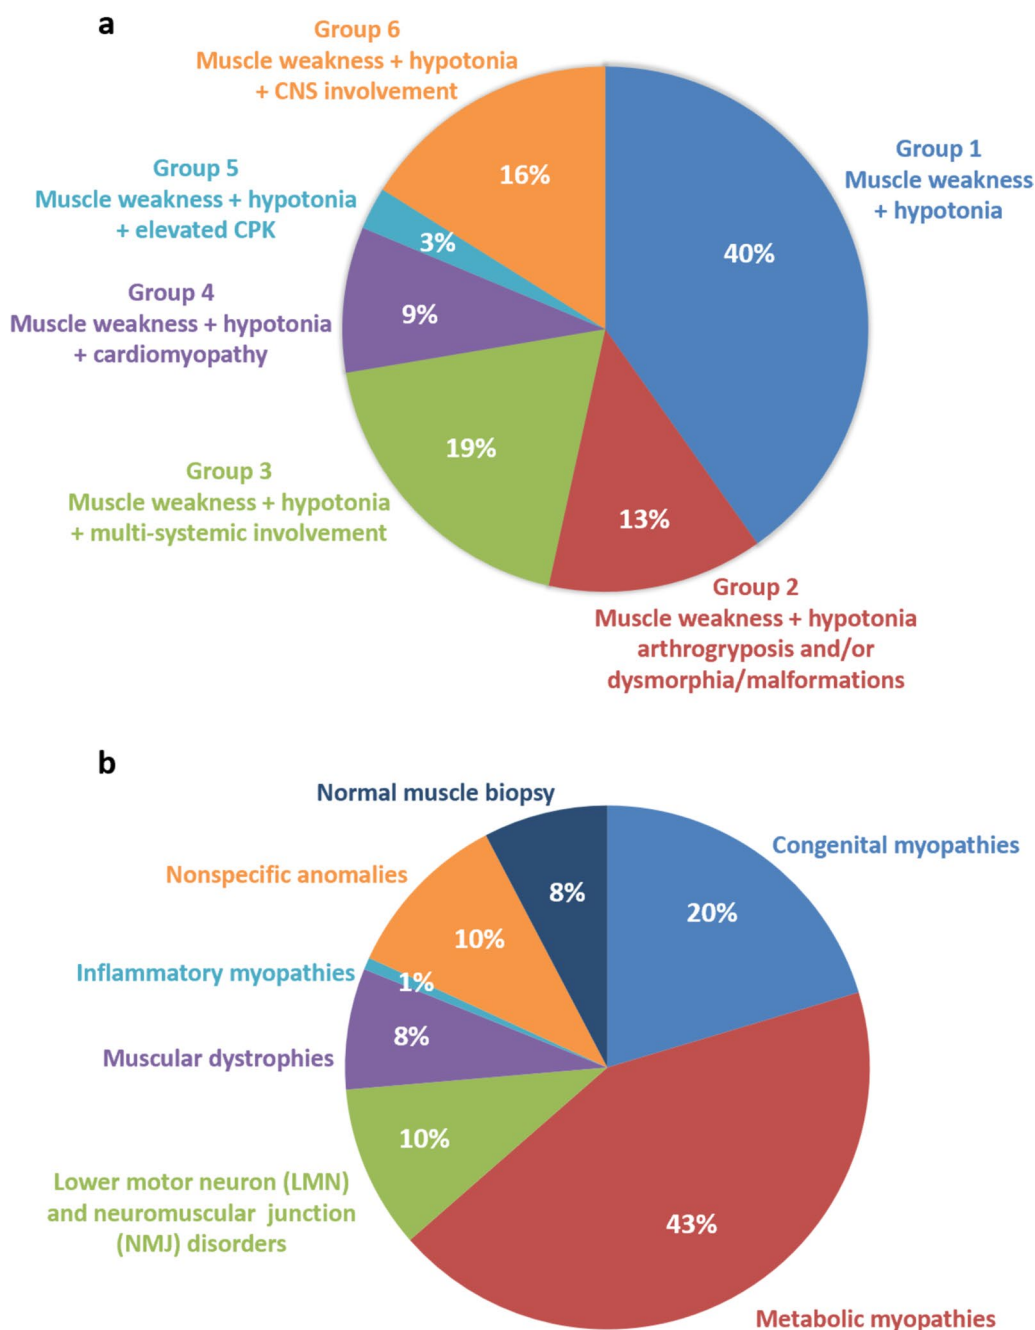 a
Group 6
Muscle weakness + hypotonia
+ CNS involvement
16%
Group 1
Muscle weakness
+ hypotonia
40%
Group 5
Muscle weakness + hypotonia
+ elevated CPK
3%
Group 4
Muscle weakness + hypotonia
+ cardiomyopathy
9%
Group 3
Muscle weakness + hypotonia
+ multi-systemic involvement
19%
13%
Group 2
Muscle weakness + hypotonia
arthrogryposis and/or
dysmorphia/malformations
b
Normal muscle biopsy
8%
Congenital myopathies
20%
Nonspecific anomalies
10%
Inflammatory myopathies
1%
Muscular dystrophies
8%
10%
Lower motor neuron (LMN)
and neuromuscular junction
(NMJ) disorders
43%
Metabolic myopathies